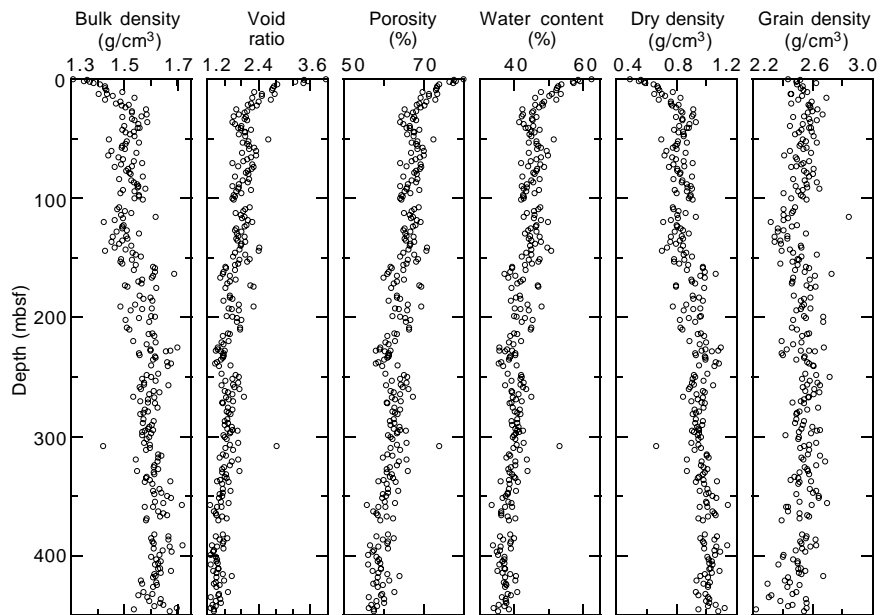 Bulk density Void Porosity Water content Dry density Grain density
(g/cm3) ratio (%) (%) (g/cm3) (g/cm3)
1.3 1.5 1.7 1.2 2.4 3.6 50 70 40 60 0.4 0.8 1.2 2.2 2.6 3.0
0
100
200
300
400
Depth (mbsf)